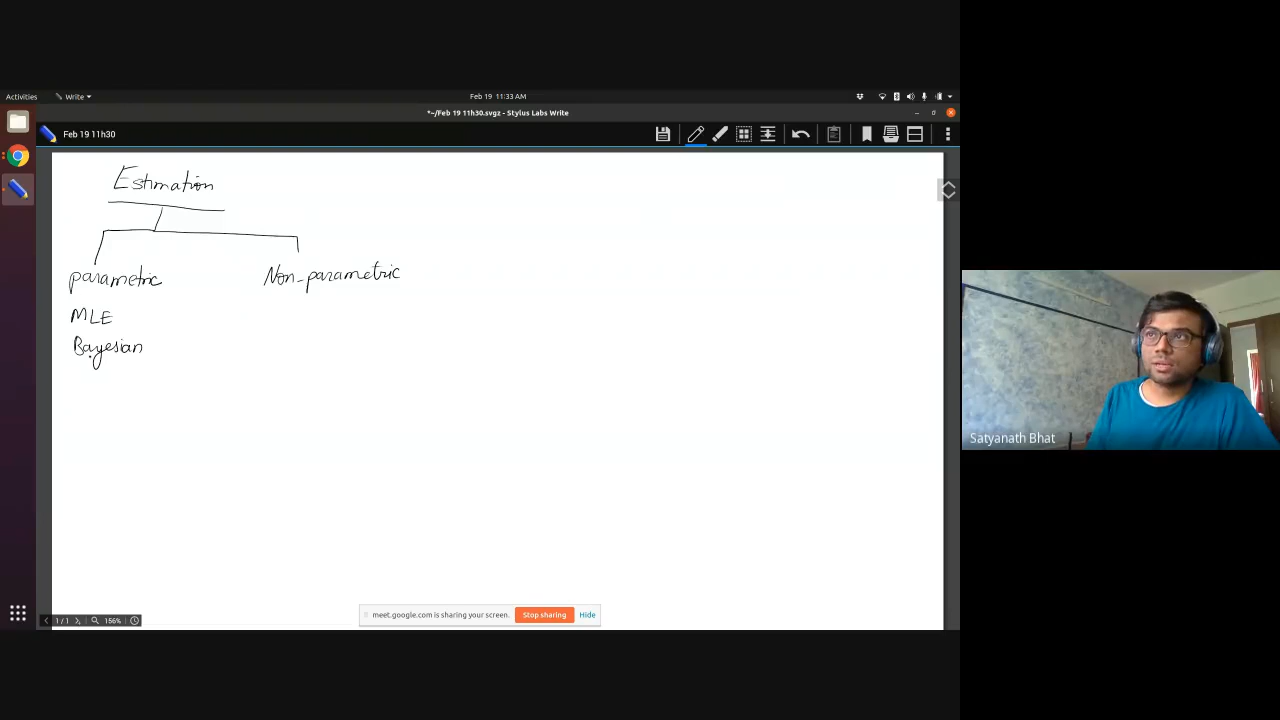 Activities Write Feb 19 11:33 AM
*~/Feb 19 11h30.svgz - Stylus Labs Write
Feb 19 11h30
Estimation
parametric Non-parametric
MLE
Bayesian
Satyanath Bhat
meet.google.com is sharing your screen. Stop sharing Hide
1/1 156%